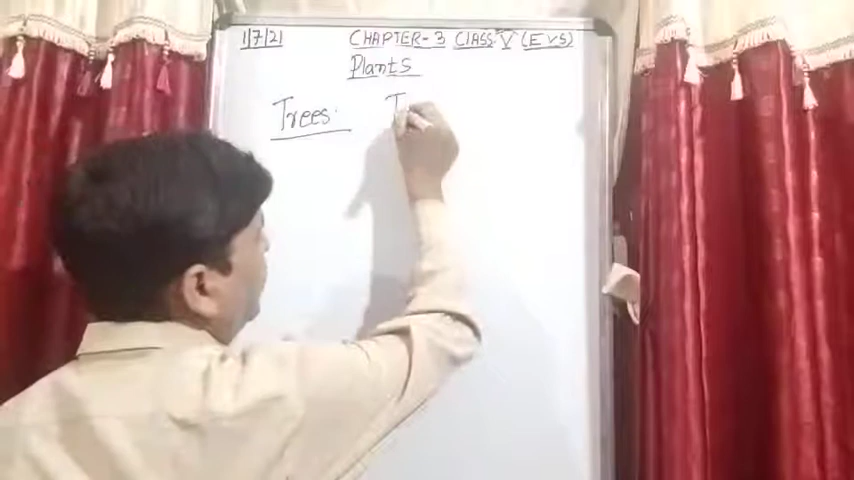 1/7/21 CHAPTER-3 CLASS-V (EVS)
Plants
Trees. T